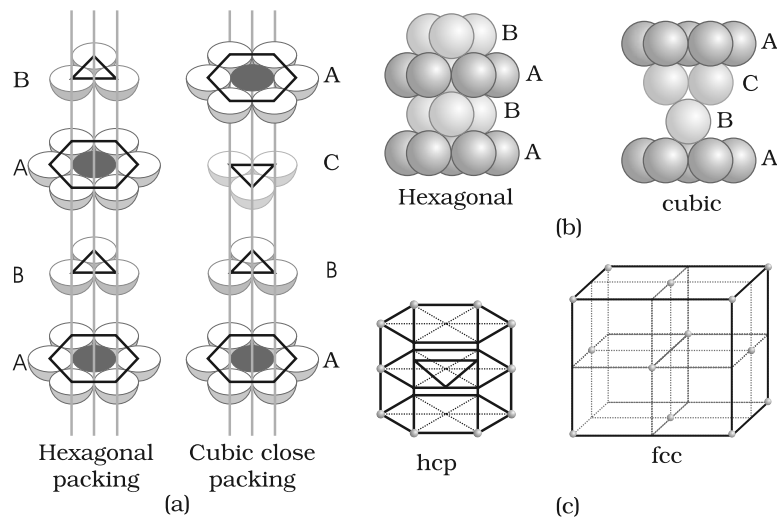 B
A
B
A
Hexagonal
packing
A
C
B
A
Cubic close
packing
(a)
B
A
B
A
Hexagonal
A
C
B
A
cubic
(b)
hcp
fcc
(c)